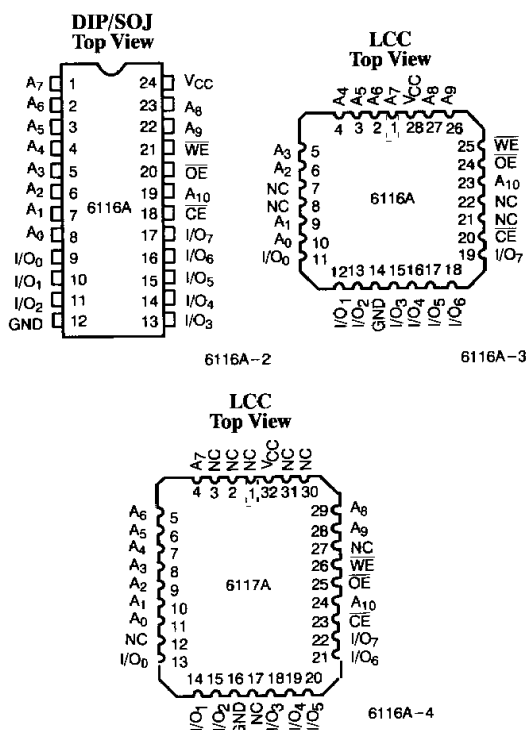 DIP/SOJ
Top View
A7 1 24 VCC
A6 2 23 A8
A5 3 22 A9
A4 4 21 WE
A3 5 20 OE
A2 6 19 A10
A1 7 18 CE
A0 8 17 I/O7
I/O0 9 16 I/O6
I/O1 10 15 I/O5
I/O2 11 14 I/O4
GND 12 13 I/O3
6116A
6116A-2
LCC
Top View
A4 A5 A6 A7 VCC A8 A9
4 3 2 1 28 27 26
A3 5 25 WE
A2 6 24 OE
NC 7 23 A10
NC 8 22 NC
A1 9 21 NC
A0 10 20 CE
I/O0 11 19 I/O7
6116A
12 13 14 15 16 17 18
I/O1 I/O2 GND I/O3 I/O4 I/O5 I/O6
6116A-3
LCC
Top View
A7 NC NC NC VCC NC NC
4 3 2 1 32 31 30
A6 5 29 A8
A5 6 28 A9
A4 7 27 NC
A3 8 26 WE
A2 9 25 OE
A1 10 24 A10
A0 11 23 CE
NC 12 22 I/O7
I/O0 13 21 I/O6
6117A
14 15 16 17 18 19 20
I/O1 I/O2 GND NC I/O3 I/O4 I/O5
6116A-4